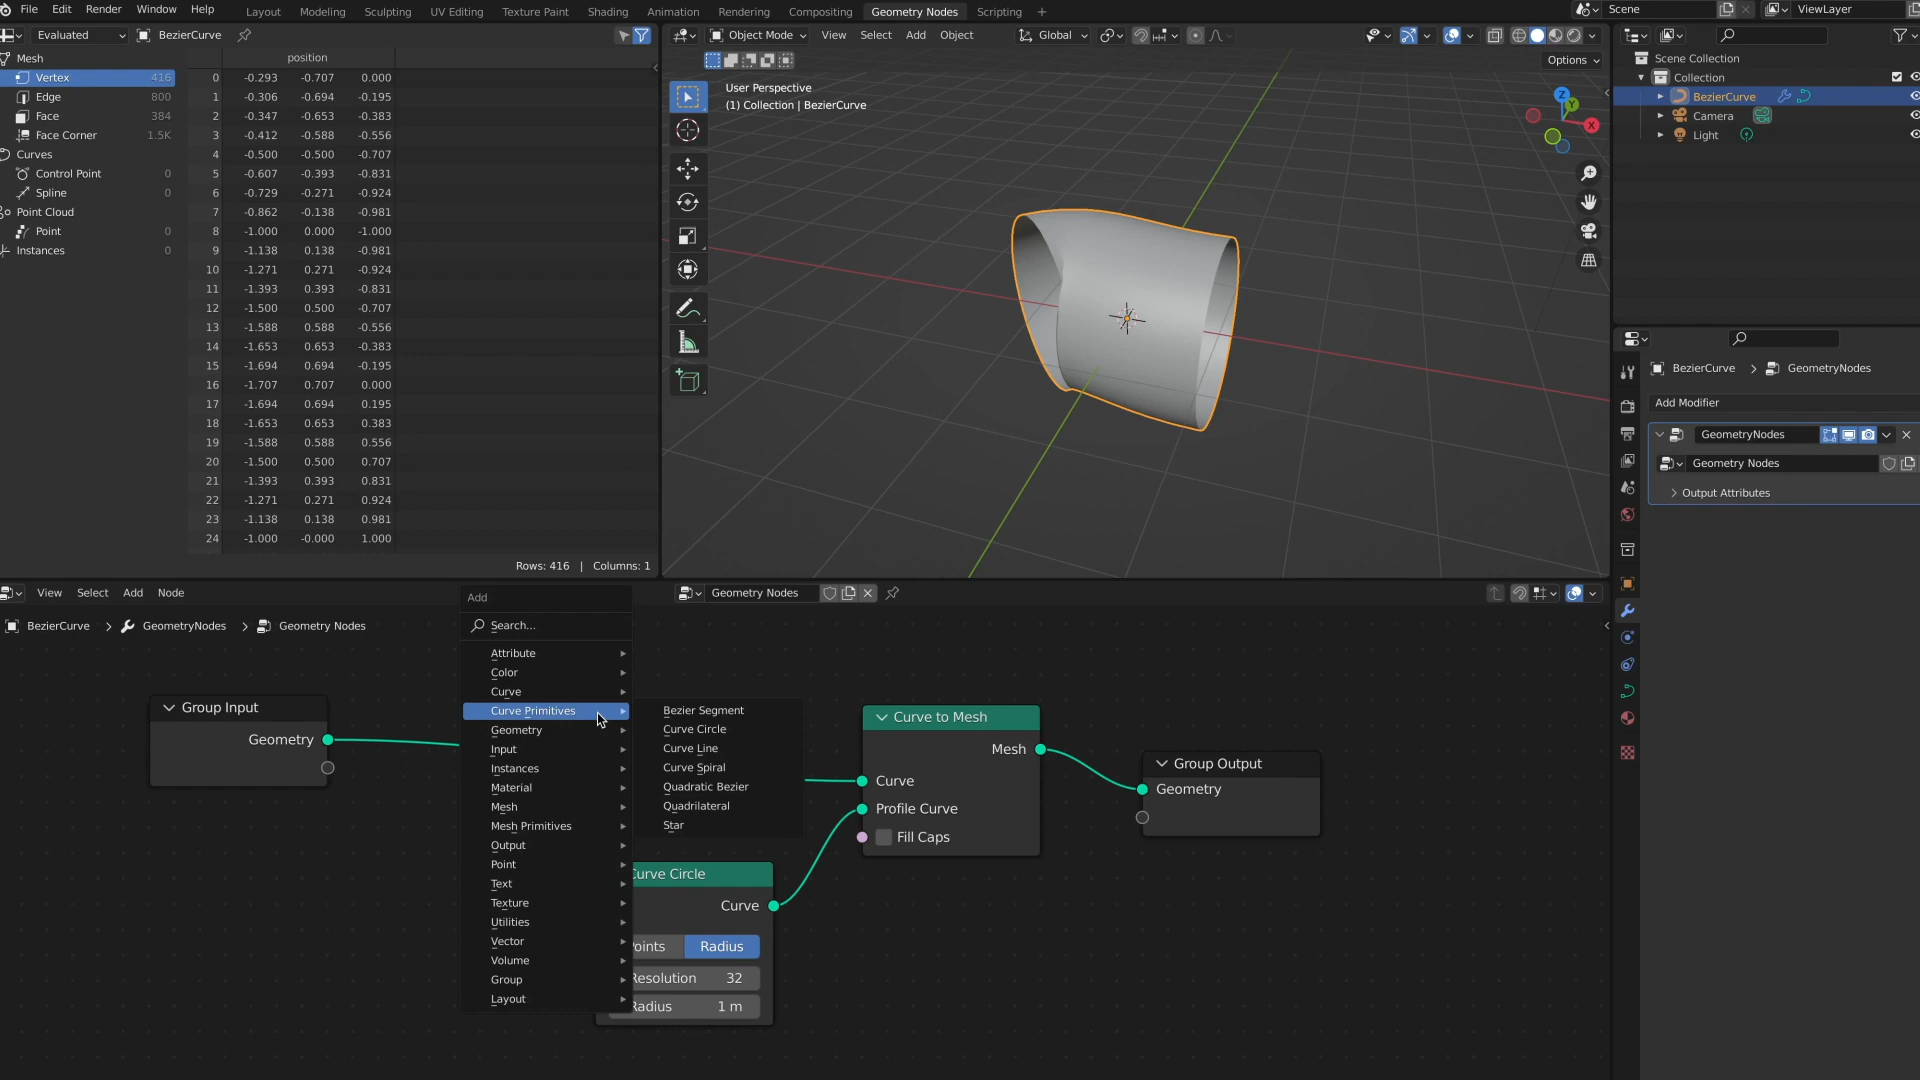 File Edit Render Window Help Layout Modeling Sculpting UV Editing Texture Paint Shading Animation Rendering Compositing Geometry Nodes Scripting + Scene ViewLayer
Evaluated BezierCurve
Object Mode View Select Add Object Global
position
Mesh
Vertex 416
Edge 800
Face 384
Face Corner 1.5K
Curves
Control Point 0
Spline 0
Point Cloud
Point 0
Instances 0
0 -0.293 -0.707 0.000
1 -0.306 -0.694 -0.195
2 -0.347 -0.653 -0.383
3 -0.412 -0.588 -0.556
4 -0.500 -0.500 -0.707
5 -0.607 -0.393 -0.831
6 -0.729 -0.271 -0.924
7 -0.862 -0.138 -0.981
8 -1.000 0.000 -1.000
9 -1.138 0.138 -0.981
10 -1.271 0.271 -0.924
11 -1.393 0.393 -0.831
12 -1.500 0.500 -0.707
13 -1.588 0.588 -0.556
14 -1.653 0.653 -0.383
15 -1.694 0.694 -0.195
16 -1.707 0.707 0.000
17 -1.694 0.694 0.195
18 -1.653 0.653 0.383
19 -1.588 0.588 0.556
20 -1.500 0.500 0.707
21 -1.393 0.393 0.831
22 -1.271 0.271 0.924
23 -1.138 0.138 0.981
24 -1.000 -0.000 1.000
Rows: 416 | Columns: 1
Options
User Perspective
(1) Collection | BezierCurve
Z
Y
X
Scene Collection
Collection
BezierCurve
Camera
Light
BezierCurve > GeometryNodes
Add Modifier
GeometryNodes
Geometry Nodes
Output Attributes
View Select Add Node
Geometry Nodes
BezierCurve > GeometryNodes > Geometry Nodes
Group Input
Geometry
Add
Search...
Attribute
Color
Curve
Curve Primitives
Geometry
Input
Instances
Material
Mesh
Mesh Primitives
Output
Point
Text
Texture
Utilities
Vector
Volume
Group
Layout
Bezier Segment
Curve Circle
Curve Line
Curve Spiral
Quadratic Bezier
Quadrilateral
Star
Curve Circle
Curve
oints Radius
Resolution 32
Radius 1 m
Curve to Mesh
Mesh
Curve
Profile Curve
Fill Caps
Group Output
Geometry